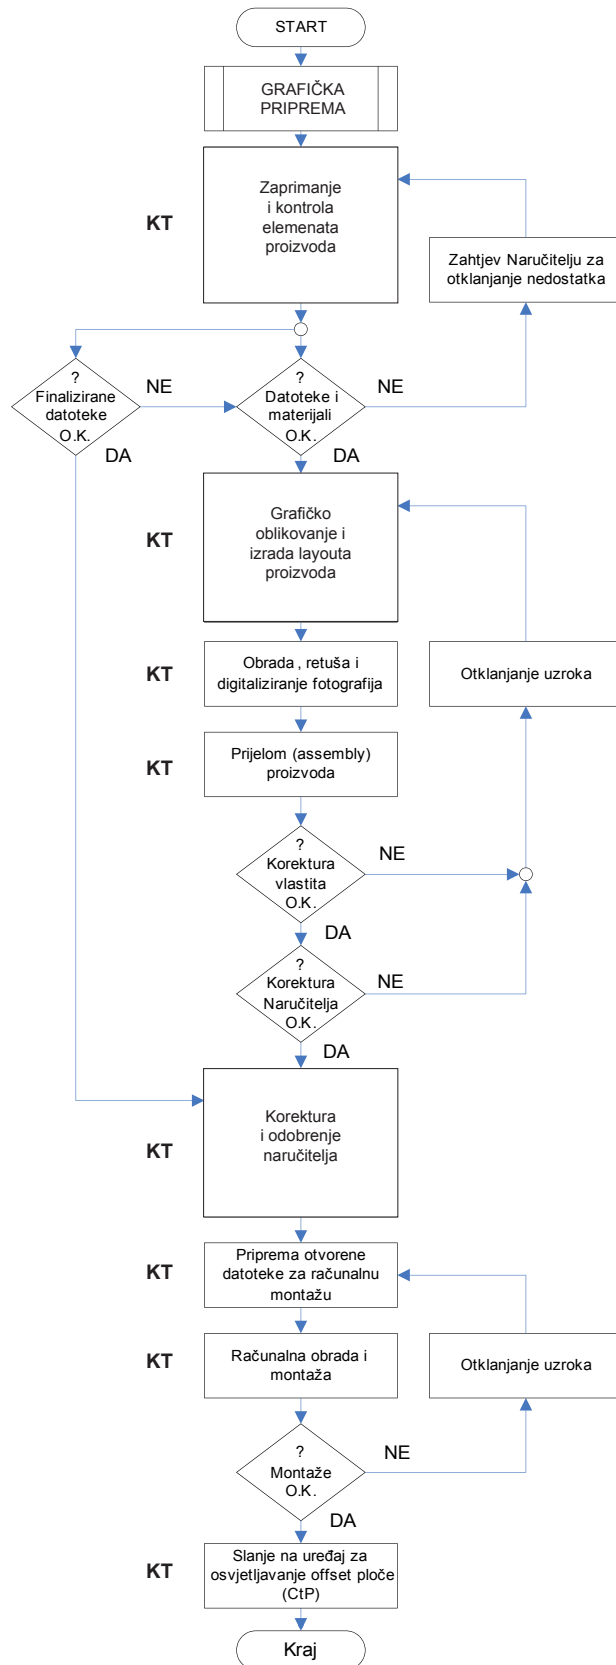 START
GRAFIČKA
PRIPREMA
KT
Zaprimanje
i kontrola
elemenata
proizvoda
Zahtjev Naručitelju za
otklanjanje nedostatka
?
Finalizirane
datoteke
O.K.
NE
DA
?
Datoteke i
materijali
O.K.
NE
DA
KT
Grafičko
oblikovanje i
izrada layouta
proizvoda
KT
Obrada , retuša i
digitaliziranje fotografija
Otklanjanje uzroka
KT
Prijelom (assembly)
proizvoda
?
Korektura
vlastita
O.K.
NE
DA
?
Korektura
Naručitelja
O.K.
NE
DA
KT
Korektura
i odobrenje
naručitelja
KT
Priprema otvorene
datoteke za računalnu
montažu
KT
Računalna obrada i
montaža
Otklanjanje uzroka
?
Montaže
O.K.
NE
DA
KT
Slanje na uređaj za
osvjetljavanje offset ploče
(CtP)
Kraj